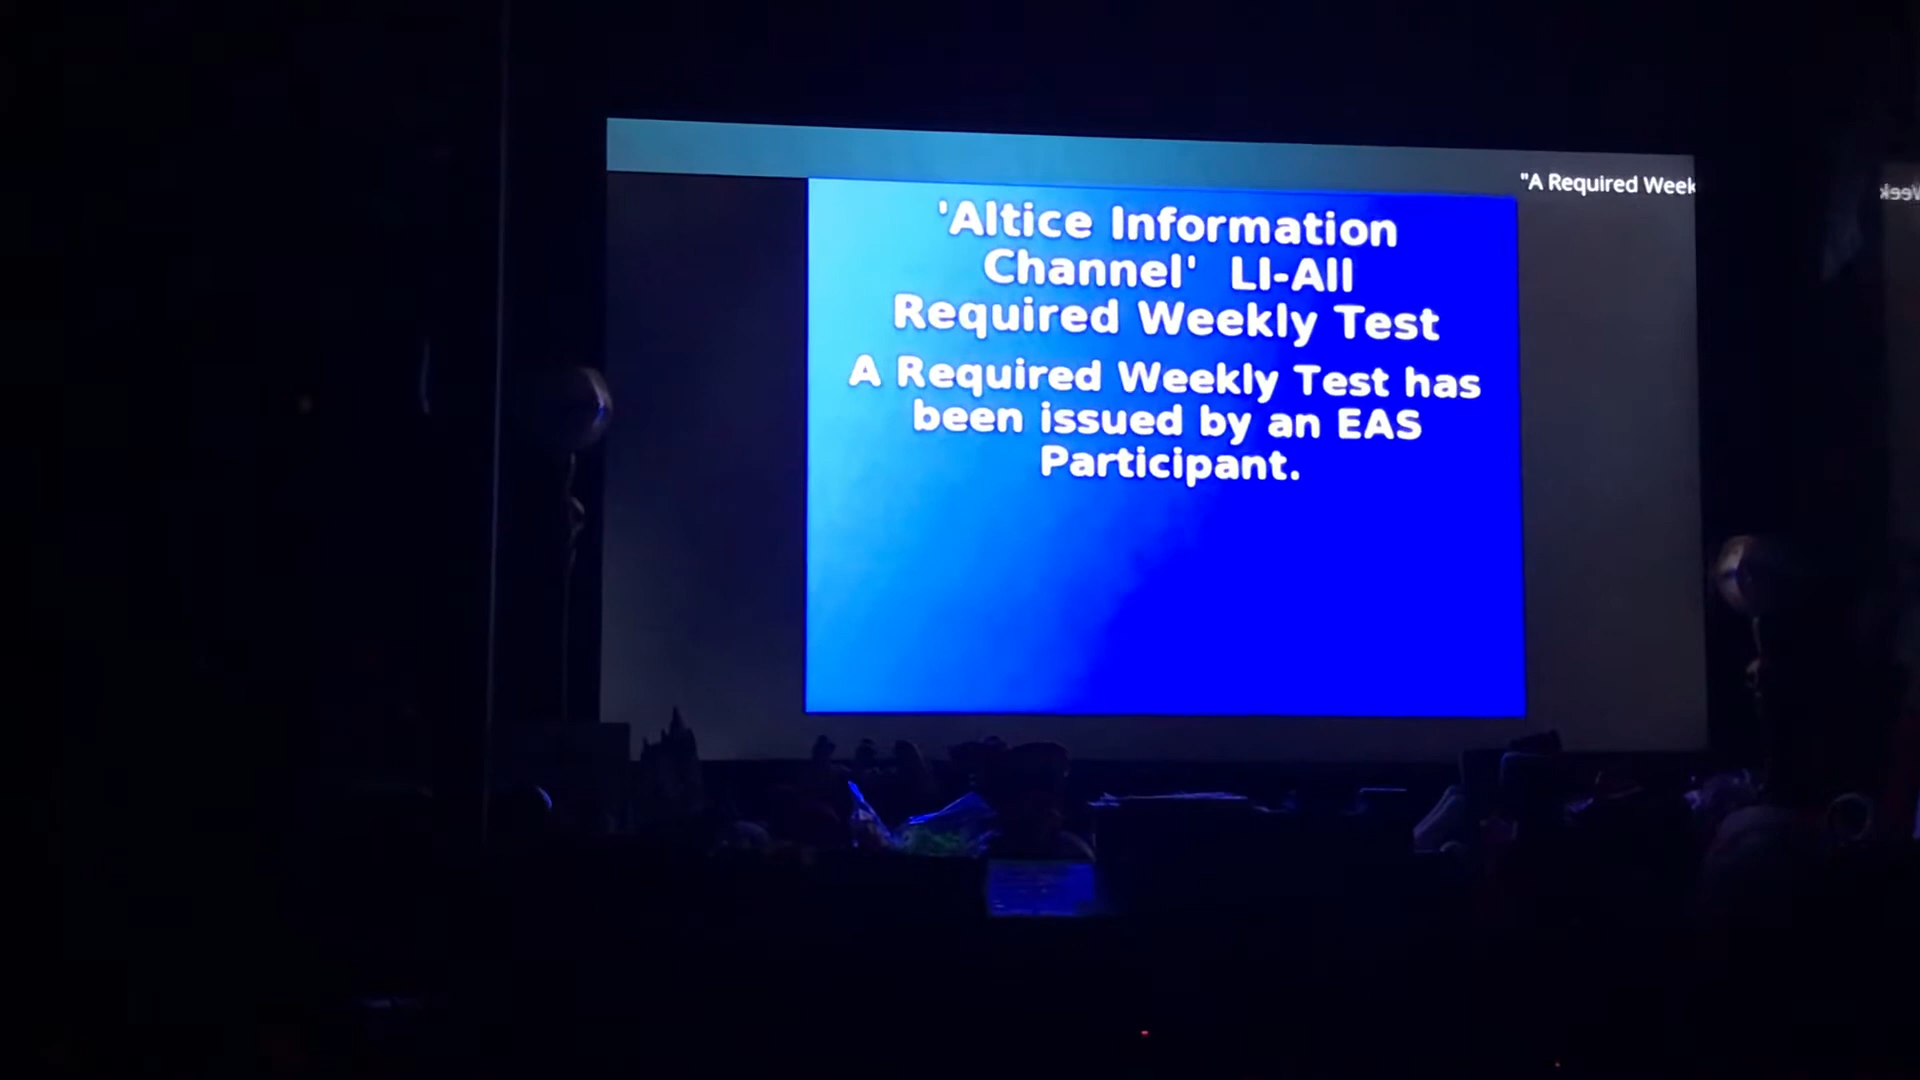 "A Required Week
'Altice Information
Channel'  LI-All
Required Weekly Test
A Required Weekly Test has
been issued by an EAS
Participant.